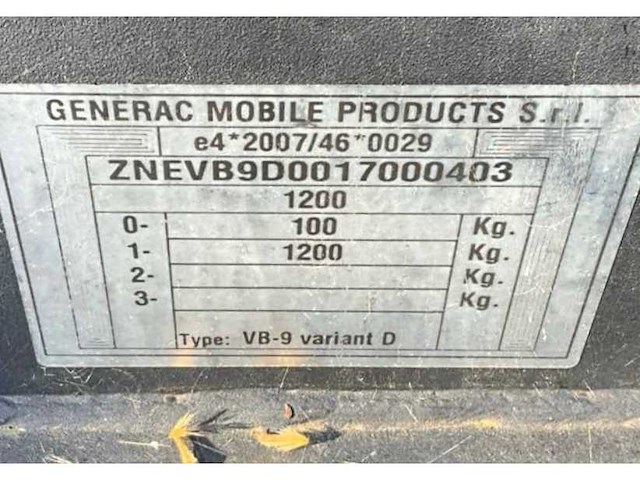 GENERAC MOBILE PRODUCTS S.r.l.
e4*2007/46*0029
ZNEVB9D0017000403
1200
0- 100 Kg.
1- 1200 Kg.
2- Kg.
3- Kg.
Type: VB-9 variant D